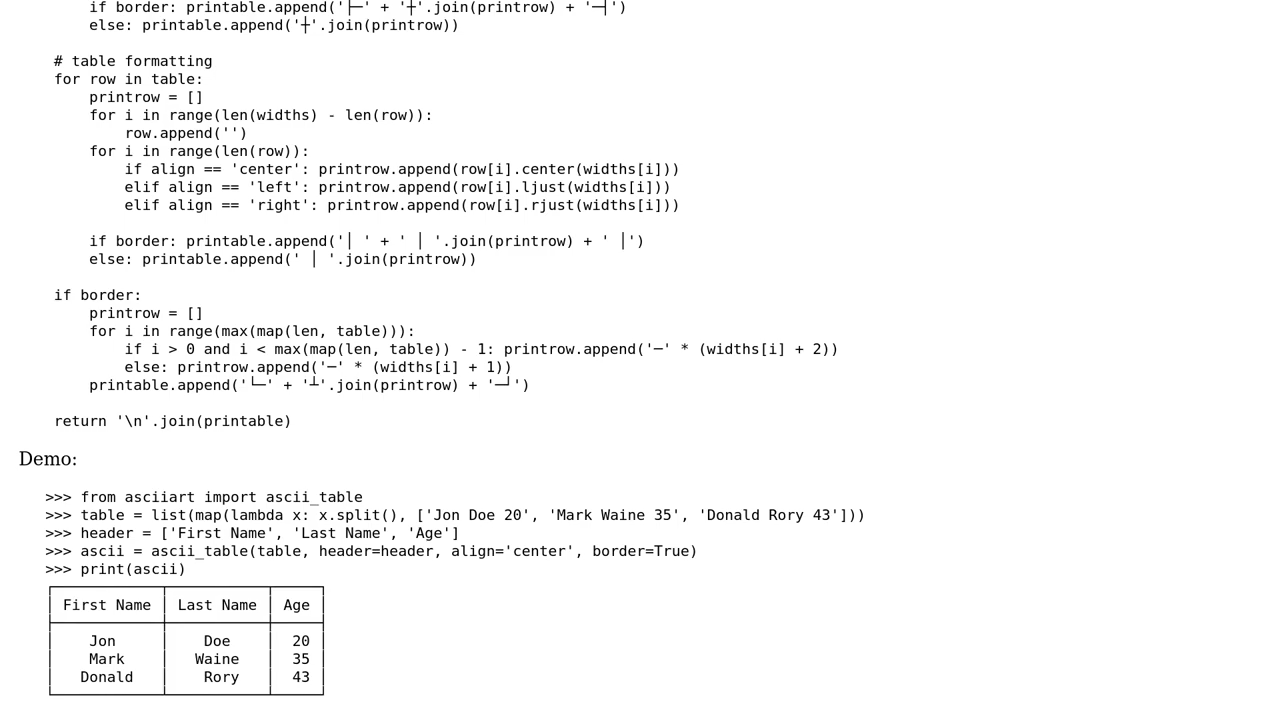 if border: printable.append('├─' + '┼'.join(printrow) + '─┤')
        else: printable.append('┼'.join(printrow))

    # table formatting
    for row in table:
        printrow = []
        for i in range(len(widths) - len(row)):
            row.append('')
        for i in range(len(row)):
            if align == 'center': printrow.append(row[i].center(widths[i]))
            elif align == 'left': printrow.append(row[i].ljust(widths[i]))
            elif align == 'right': printrow.append(row[i].rjust(widths[i]))

        if border: printable.append('│ ' + ' │ '.join(printrow) + ' │')
        else: printable.append(' │ '.join(printrow))

    if border:
        printrow = []
        for i in range(max(map(len, table))):
            if i > 0 and i < max(map(len, table)) - 1: printrow.append('─' * (widths[i] + 2))
            else: printrow.append('─' * (widths[i] + 1))
        printable.append('└─' + '┴'.join(printrow) + '─┘')

    return '\n'.join(printable)

Demo:

>>> from asciiart import ascii_table
>>> table = list(map(lambda x: x.split(), ['Jon Doe 20', 'Mark Waine 35', 'Donald Rory 43']))
>>> header = ['First Name', 'Last Name', 'Age']
>>> ascii = ascii_table(table, header=header, align='center', border=True)
>>> print(ascii)
┌────────────┬───────────┬─────┐
│ First Name │ Last Name │ Age │
├────────────┼───────────┼─────┤
│    Jon     │    Doe    │  20 │
│    Mark    │   Waine   │  35 │
│   Donald   │    Rory   │  43 │
└────────────┴───────────┴─────┘